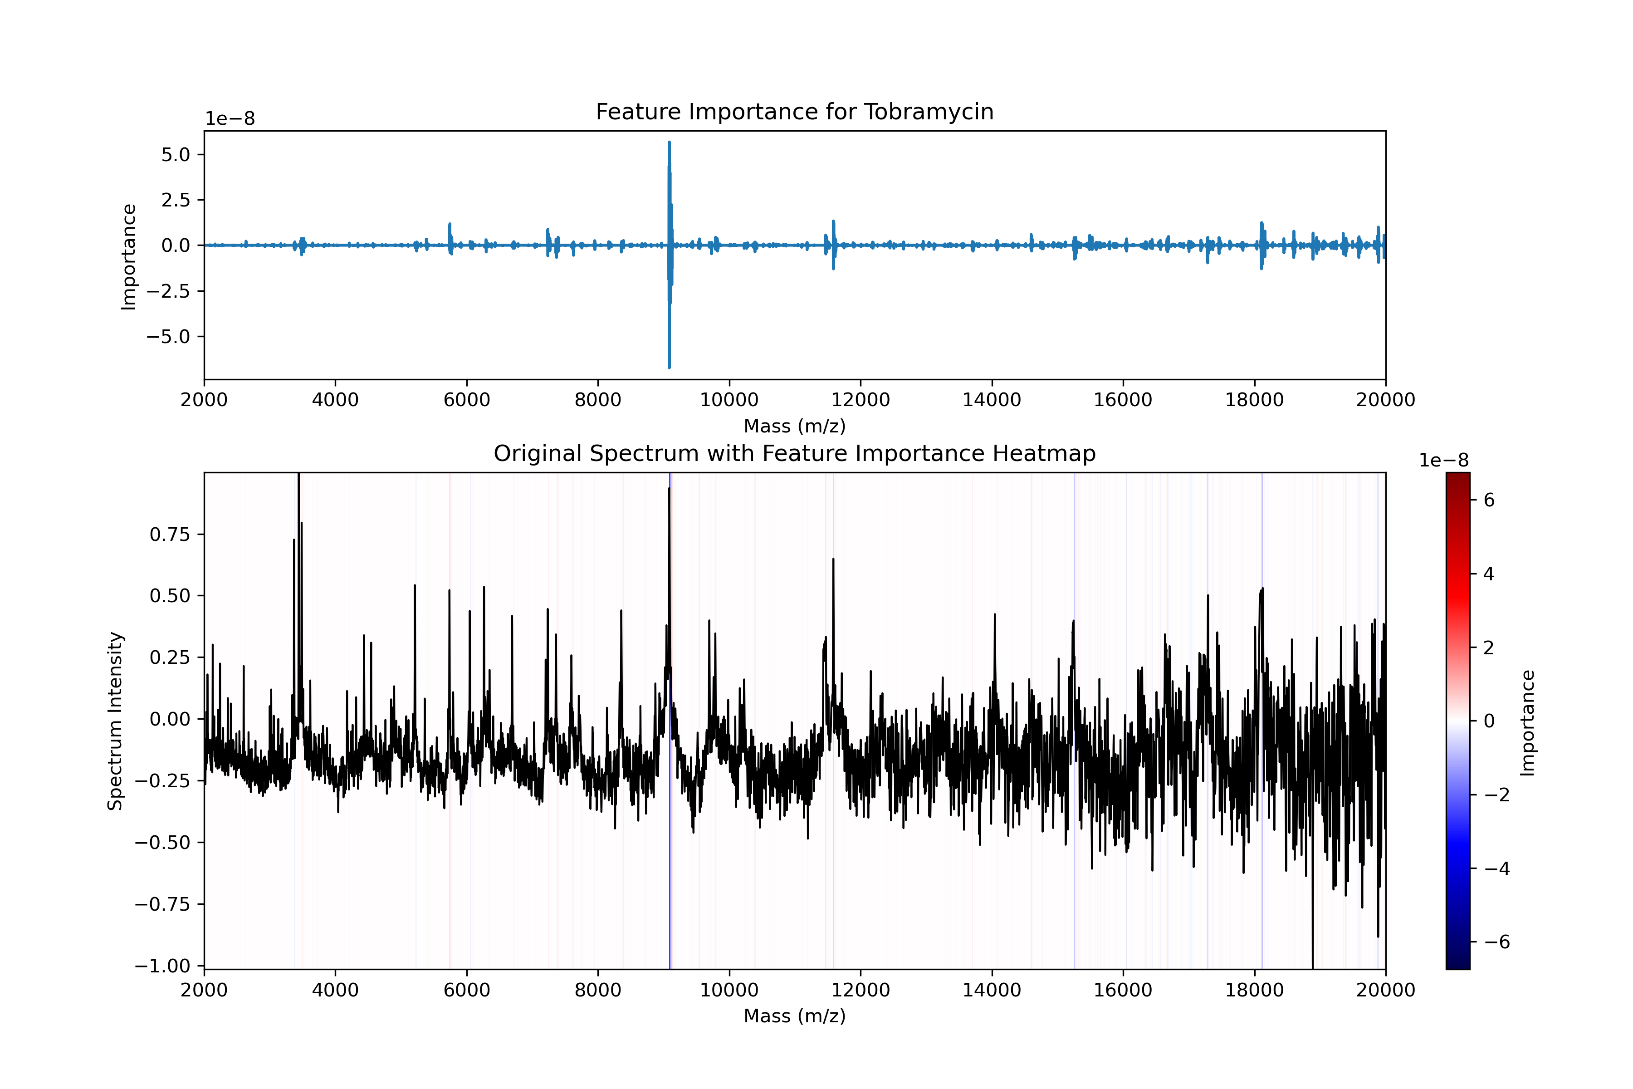 Feature Importance for Tobramycin
1e−8
5.0
2.5
0.0
−2.5
−5.0
Importance
2000 4000 6000 8000 10000 12000 14000 16000 18000 20000
Mass (m/z)
Original Spectrum with Feature Importance Heatmap
0.75
0.50
0.25
0.00
−0.25
−0.50
−0.75
−1.00
Spectrum Intensity
2000 4000 6000 8000 10000 12000 14000 16000 18000 20000
Mass (m/z)
1e−8
6
4
2
0
−2
−4
−6
Importance